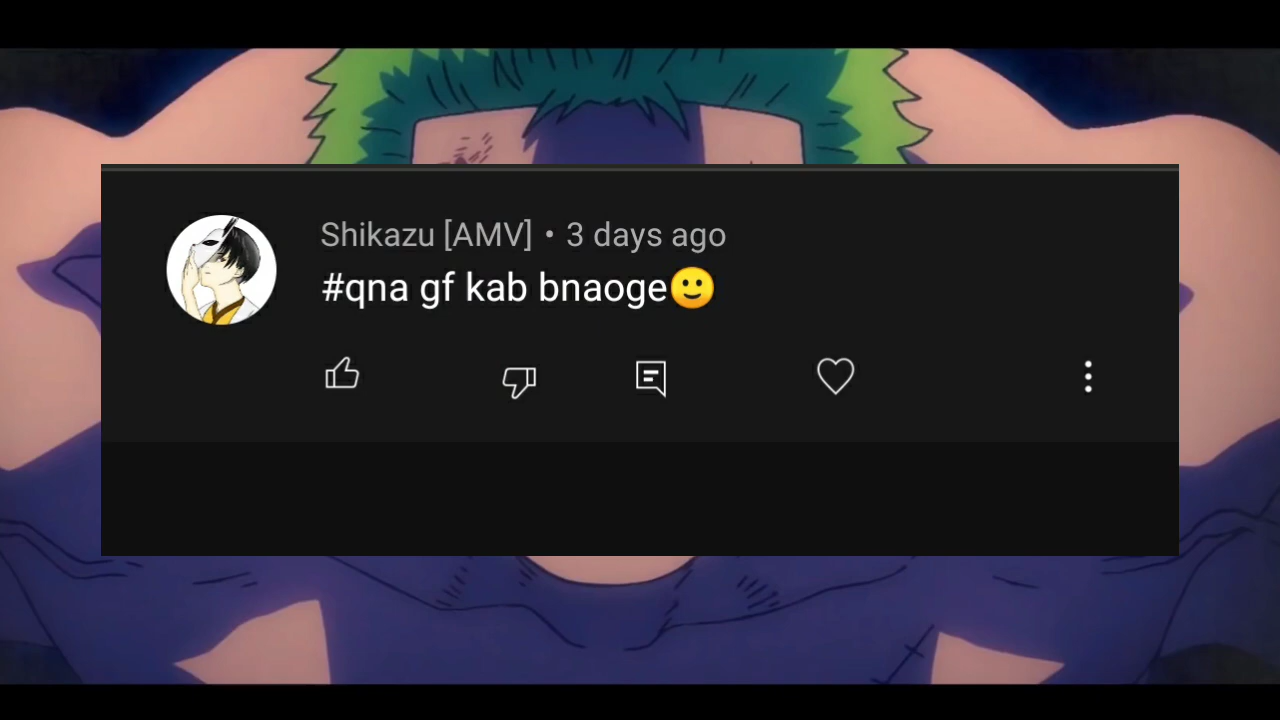 Shikazu [AMV] • 3 days ago
#qna gf kab bnaoge🙂